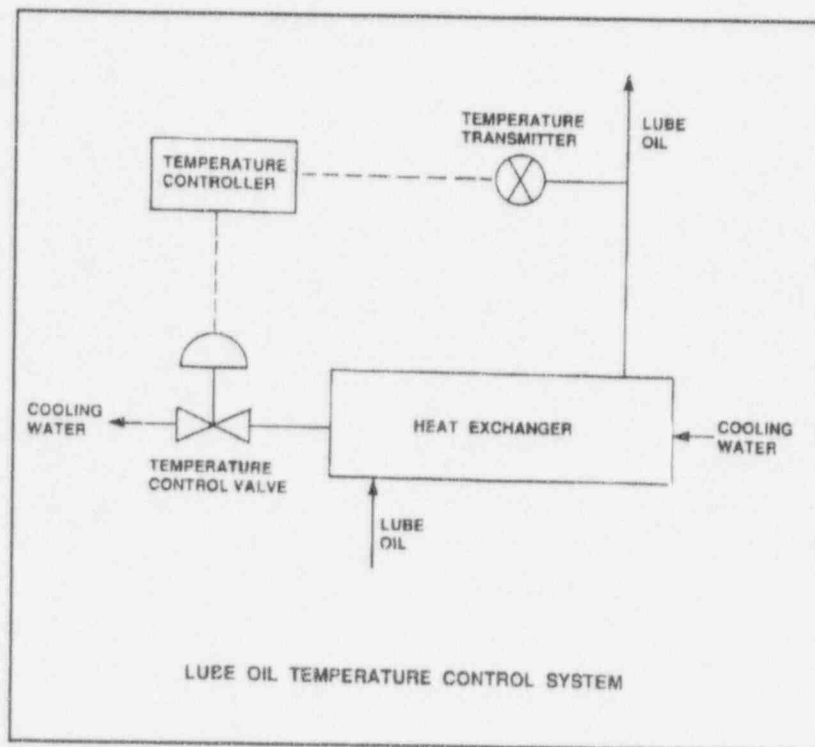 TEMPERATURE
TRANSMITTER
LUBE
OIL
TEMPERATURE
CONTROLLER
COOLING
WATER
HEAT EXCHANGER
COOLING
WATER
TEMPERATURE
CONTROL VALVE
LUBE
OIL
LUBE OIL TEMPERATURE CONTROL SYSTEM